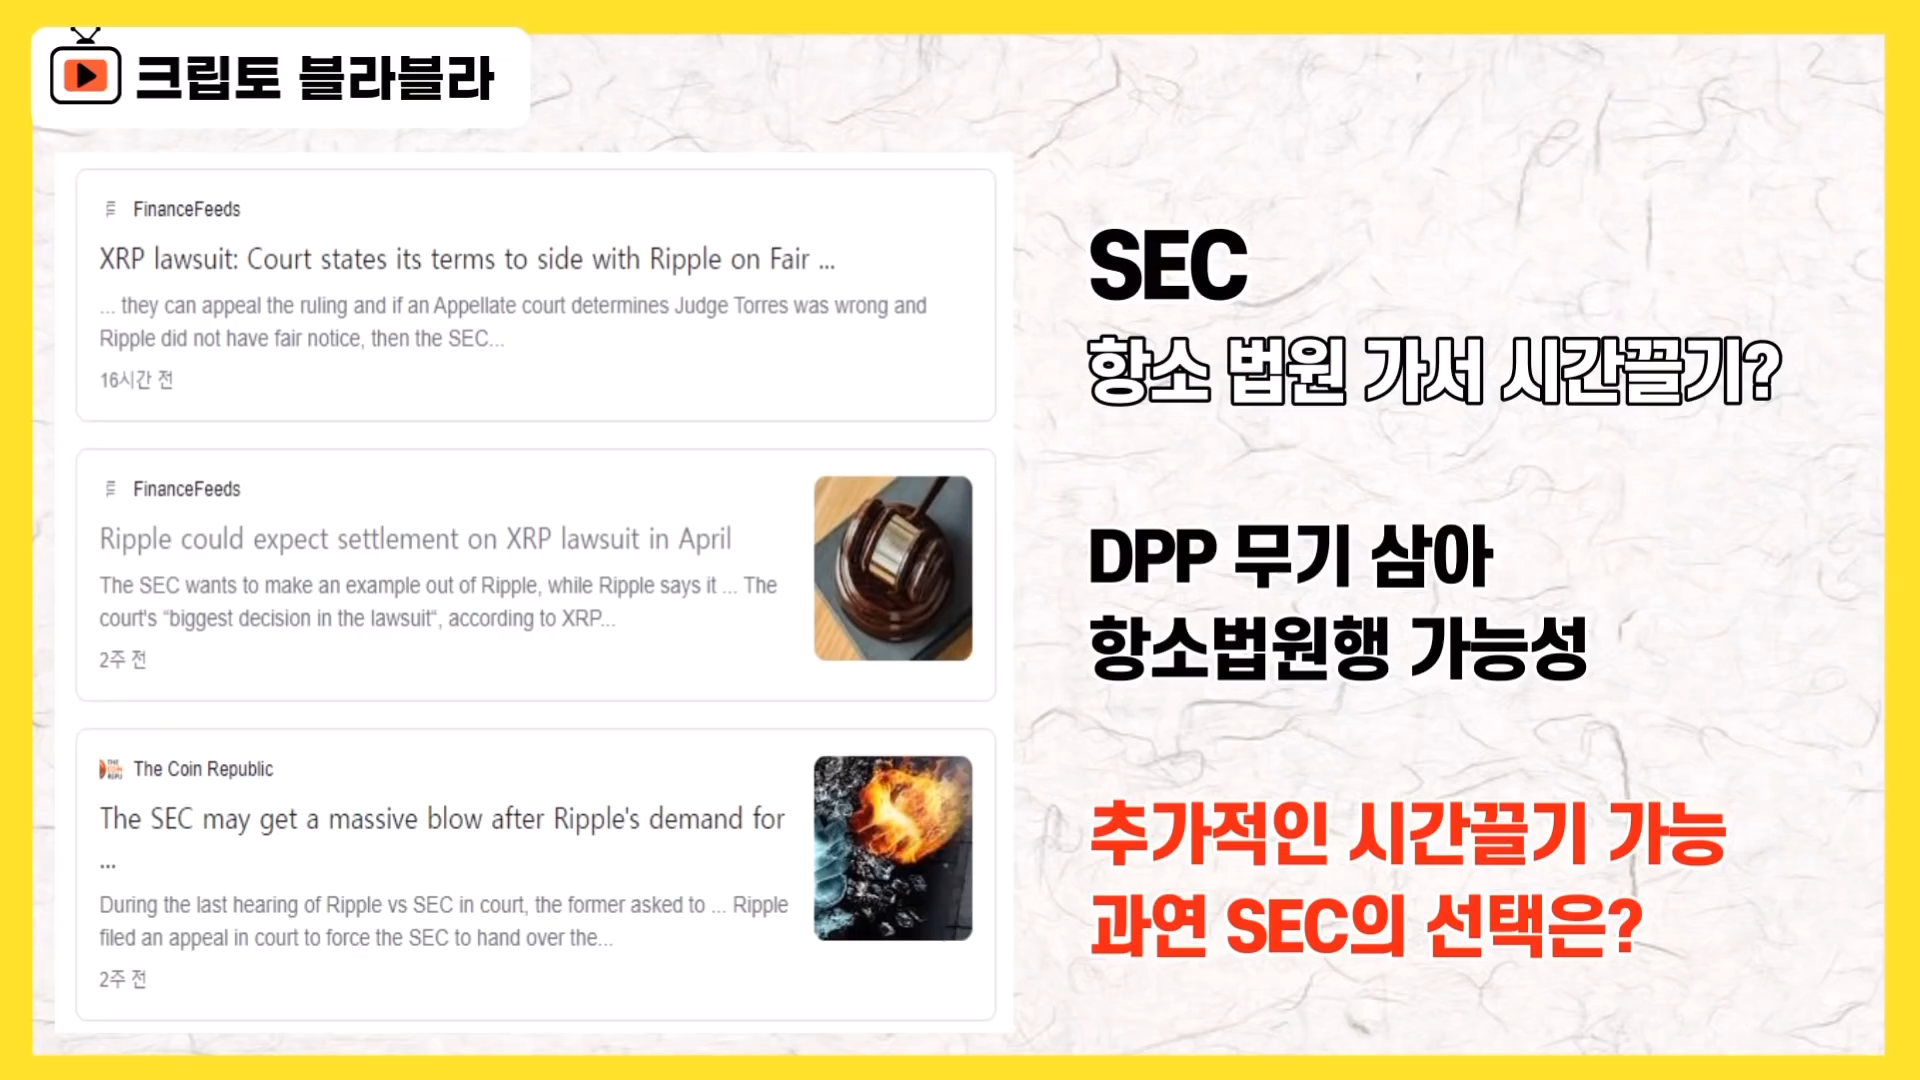 크립토 블라블라
FinanceFeeds
XRP lawsuit: Court states its terms to side with Ripple on Fair ...
... they can appeal the ruling and if an Appellate court determines Judge Torres was wrong and
Ripple did not have fair notice, then the SEC...
16시간 전
FinanceFeeds
Ripple could expect settlement on XRP lawsuit in April
The SEC wants to make an example out of Ripple, while Ripple says it ... The
court's “biggest decision in the lawsuit“, according to XRP...
2주 전
The Coin Republic
The SEC may get a massive blow after Ripple's demand for
...
During the last hearing of Ripple vs SEC in court, the former asked to ... Ripple
filed an appeal in court to force the SEC to hand over the...
2주 전
SEC
항소 법원 가서 시간끌기?
DPP 무기 삼아
항소법원행 가능성
추가적인 시간끌기 가능
과연 SEC의 선택은?